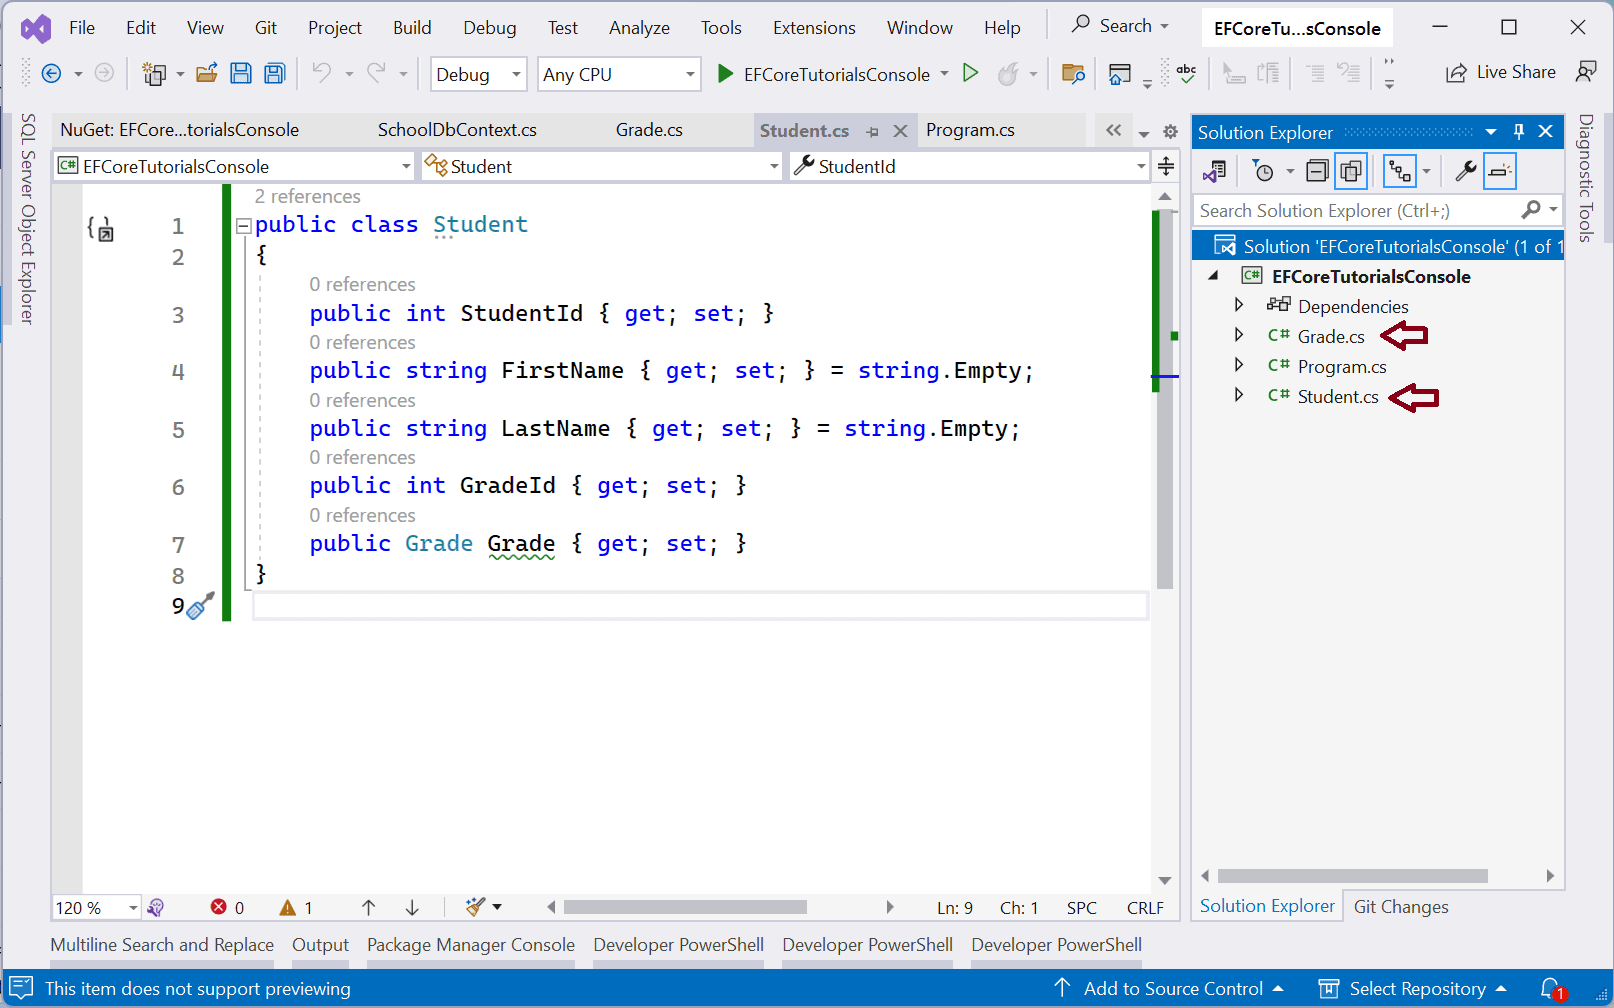 File Edit View Git Project Build Debug Test Analyze Tools Extensions Window Help Search EFCoreTu...sConsole
Debug Any CPU EFCoreTutorialsConsole abc Live Share
SQL Server Object Explorer
NuGet: EFCore...torialsConsole SchoolDbContext.cs Grade.cs Student.cs Program.cs
EFCoreTutorialsConsole Student StudentId
2 references
1 public class Student
2 {
0 references
3 public int StudentId { get; set; }
0 references
4 public string FirstName { get; set; } = string.Empty;
0 references
5 public string LastName { get; set; } = string.Empty;
0 references
6 public int GradeId { get; set; }
0 references
7 public Grade Grade { get; set; }
8 }
9
120 % 0 1 Ln: 9 Ch: 1 SPC CRLF
Solution Explorer
Search Solution Explorer (Ctrl+;)
Solution 'EFCoreTutorialsConsole' (1 of 1
C# EFCoreTutorialsConsole
Dependencies
C# Grade.cs
C# Program.cs
C# Student.cs
Solution Explorer Git Changes
Diagnostic Tools
Multiline Search and Replace Output Package Manager Console Developer PowerShell Developer PowerShell Developer PowerShell
This item does not support previewing Add to Source Control Select Repository 1